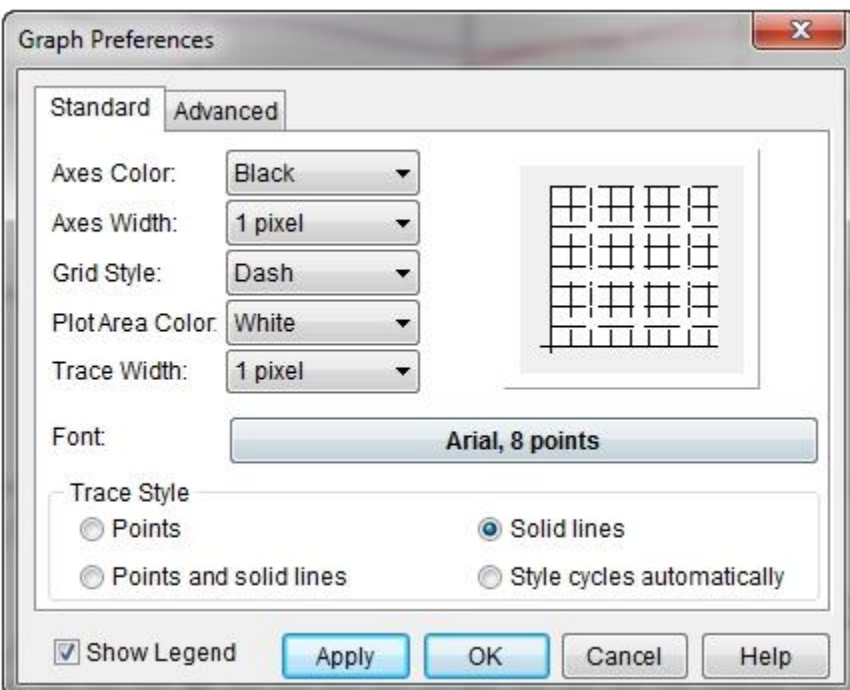 Graph Preferences
Standard Advanced
Axes Color: Black
Axes Width: 1 pixel
Grid Style: Dash
Plot Area Color: White
Trace Width: 1 pixel
Font: Arial, 8 points
Trace Style
Points Solid lines
Points and solid lines Style cycles automatically
Show Legend Apply OK Cancel Help